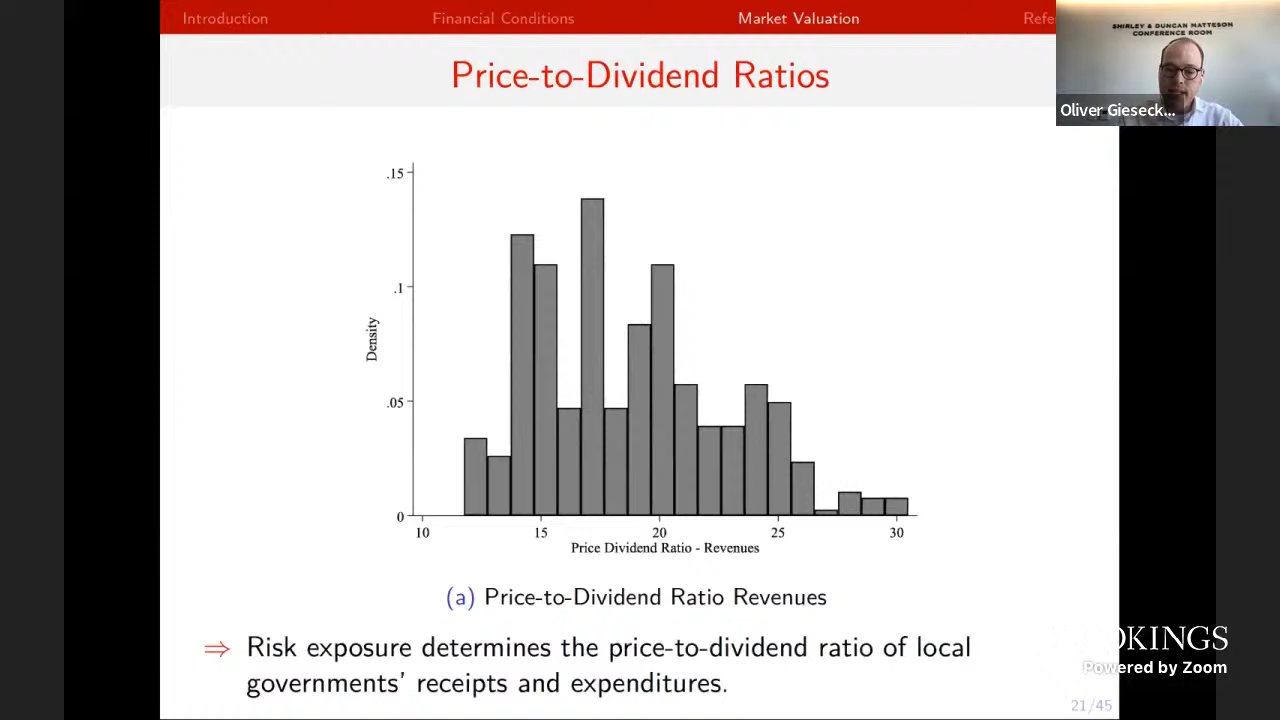 Introduction
Financial Conditions
Market Valuation
Refe
SHIRLEY & DUNCAN MATTESON
CONFERENCE ROOM
Oliver Gieseck...
Price-to-Dividend Ratios
.15
.1
.05
0
Density
10
15
20
25
30
Price Dividend Ratio - Revenues
(a) Price-to-Dividend Ratio Revenues
⇒ Risk exposure determines the price-to-dividend ratio of local
governments' receipts and expenditures.
OKINGS
Powered by Zoom
21/45